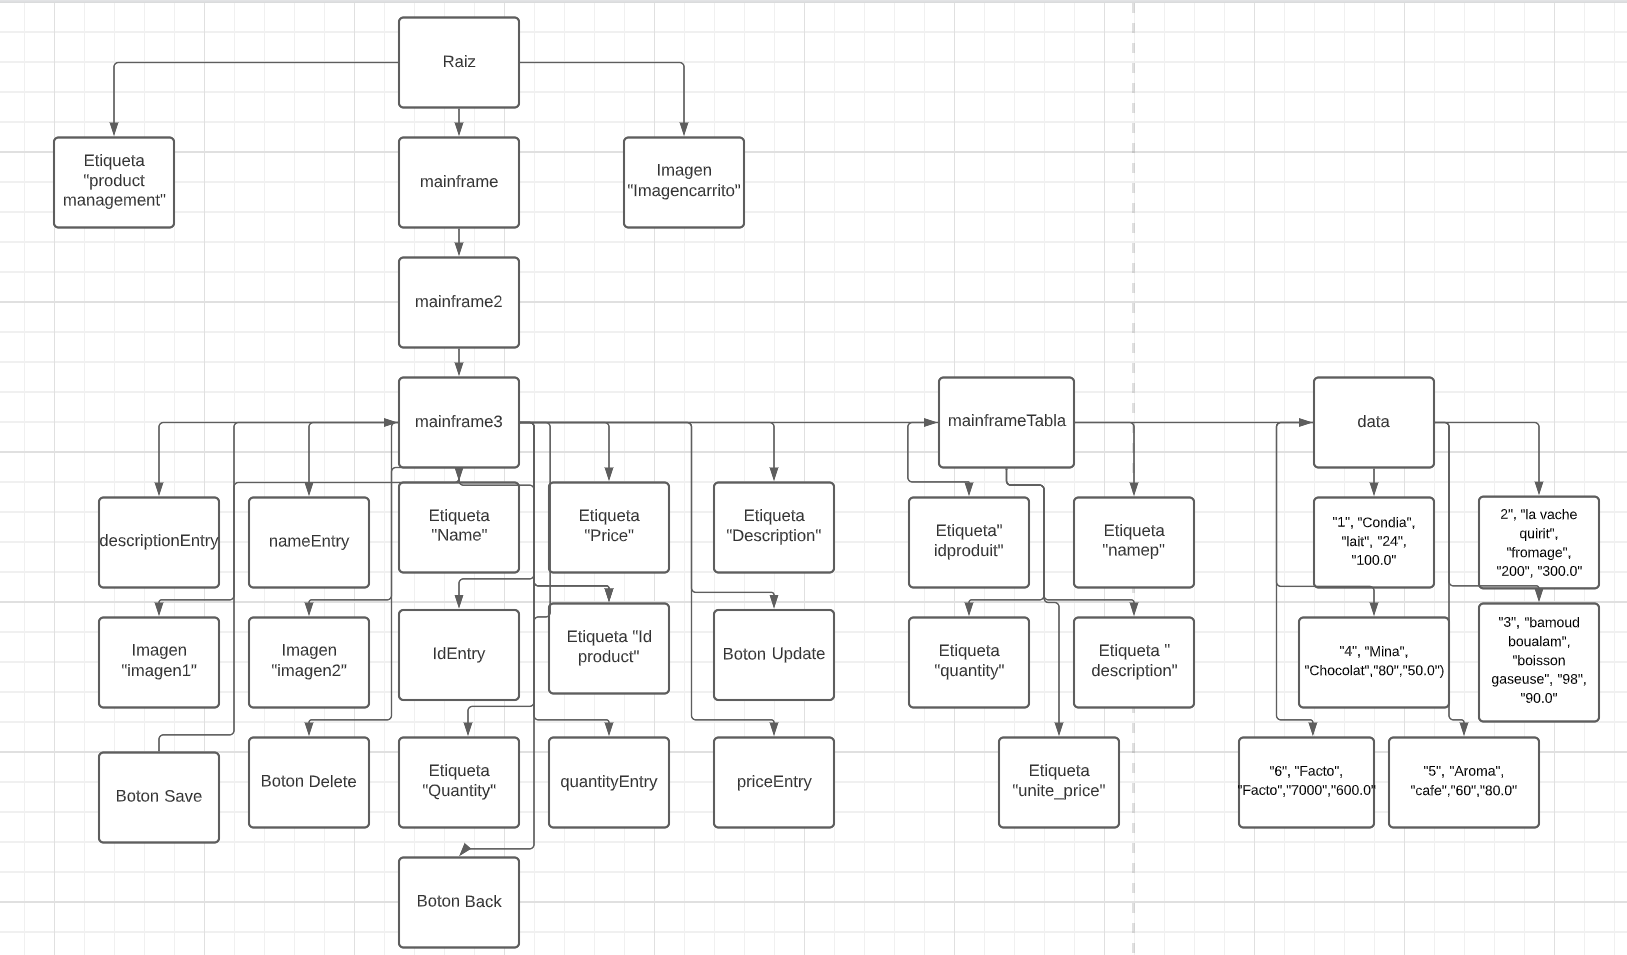 Raiz
Etiqueta
"product
management"
mainframe
Imagen
"Imagencarrito"
mainframe2
mainframe3
mainframeTabla
data
descriptionEntry
nameEntry
Etiqueta
"Name"
Etiqueta
"Price"
Etiqueta
"Description"
Etiqueta"
idproduit"
Etiqueta
"namep"
"1", "Condia",
"lait", "24",
"100.0"
2", "la vache
quirit",
"fromage",
"200", "300.0"
Imagen
"imagen1"
Imagen
"imagen2"
IdEntry
Etiqueta "Id
product"
Boton Update
Etiqueta
"quantity"
Etiqueta "
description"
"4", "Mina",
"Chocolat","80","50.0")
"3", "bamoud
boualam",
"boisson
gaseuse", "98",
"90.0"
Boton Save
Boton Delete
Etiqueta
"Quantity"
quantityEntry
priceEntry
Etiqueta
"unite_price"
"6", "Facto",
"Facto","7000","600.0"
"5", "Aroma",
"cafe","60","80.0"
Boton Back